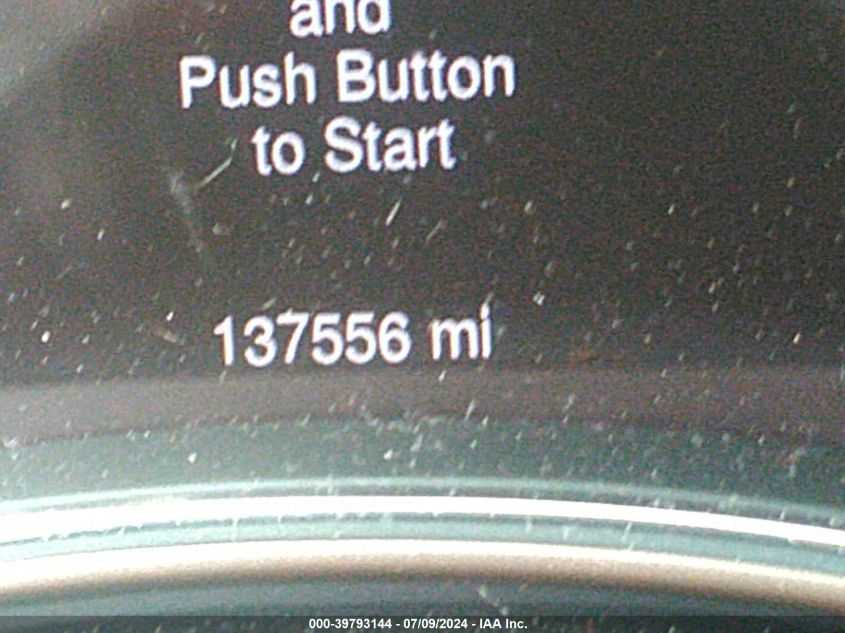 and
Push Button
to Start
137556 mi
000-39793144 - 07/09/2024 - IAA Inc.